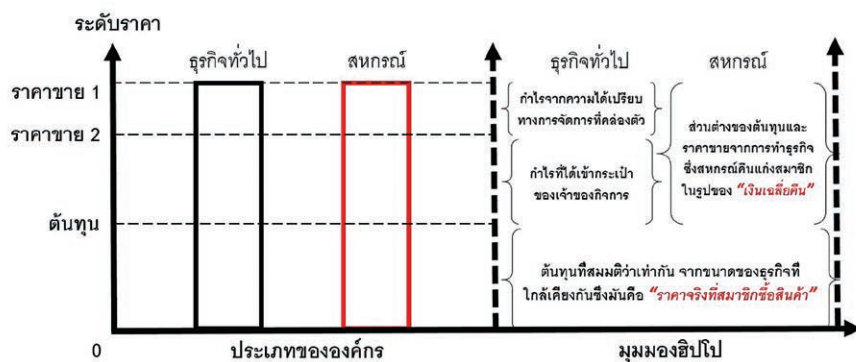 ระดับราคา
ธุรกิจทั่วไป
สหกรณ์
ธุรกิจทั่วไป
สหกรณ์
ราคาขาย 1
ราคาขาย 2
ต้นทุน
0
กำไรจากความได้เปรียบ
ทางการจัดการที่คล่องตัว
กำไรที่ได้เข้ากระเป๋า
ของเจ้าของกิจการ
ส่วนต่างของต้นทุนและ
ราคาขายจากการทำธุรกิจ
ซึ่งสหกรณ์คืนแก่งสมาชิก
ในรูปของ "เงินเฉลี่ยคืน"
ต้นทุนที่สมมติว่าเท่ากัน จากขนาดของธุรกิจที่
ใกล้เคียงกันซึ่งมันคือ "ราคาจริงที่สมาชิกซื้อสินค้า"
ประเภทขององค์กร
มุมมองฮิปโป